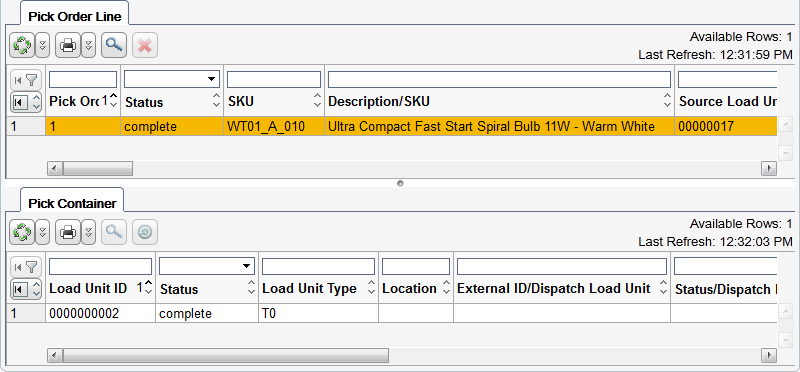 Pick Order Line
Available Rows: 1
Last Refresh: 12:31:59 PM
Pick Orc 1 Status SKU Description/SKU Source Load Un
1 1 complete WT01_A_010 Ultra Compact Fast Start Spiral Bulb 11W - Warm White 00000017
Pick Container
Available Rows: 1
Last Refresh: 12:32:03 PM
Load Unit ID 1 Status Load Unit Type Location External ID/Dispatch Load Unit Status/Dispatch
1 0000000002 complete T0